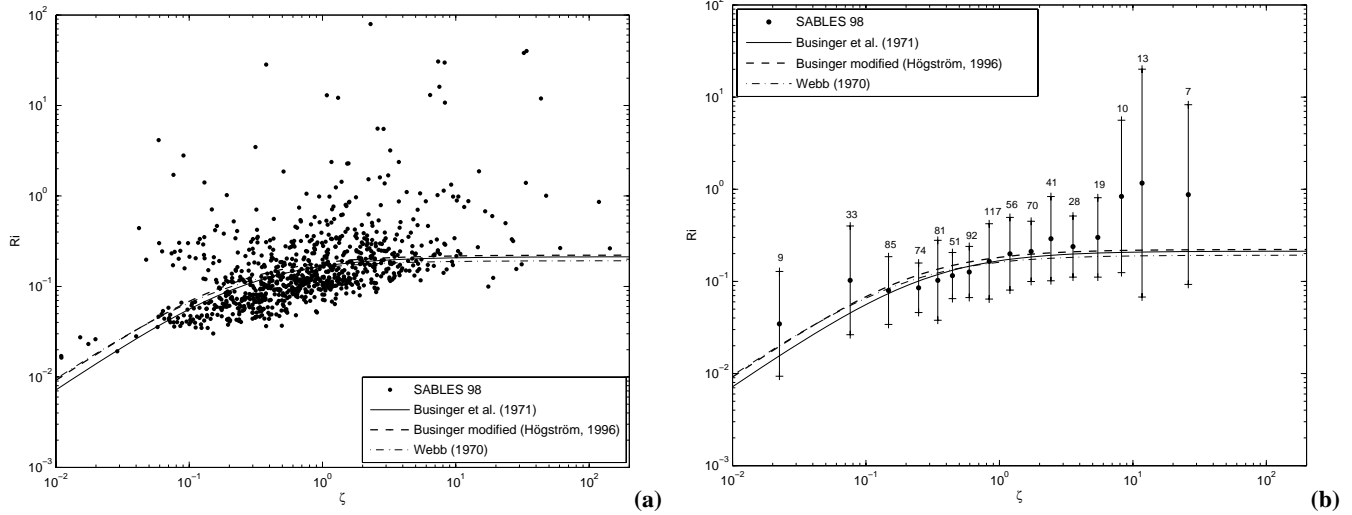 10^2
10^1
10^0
10^-1
10^-2
10^-3
Ri
10^-2
10^-1
10^0
10^1
10^2
ζ
SABLES 98
Businger et al. (1971)
Businger modified (Högström, 1996)
Webb (1970)
(a)
10^2
10^1
10^0
10^-1
10^-2
10^-3
Ri
SABLES 98
Businger et al. (1971)
Businger modified (Högström, 1996)
Webb (1970)
9
33
85
74
81
51
92
117
56
70
41
28
19
10
13
7
10^-2
10^-1
10^0
10^1
10^2
ζ
(b)